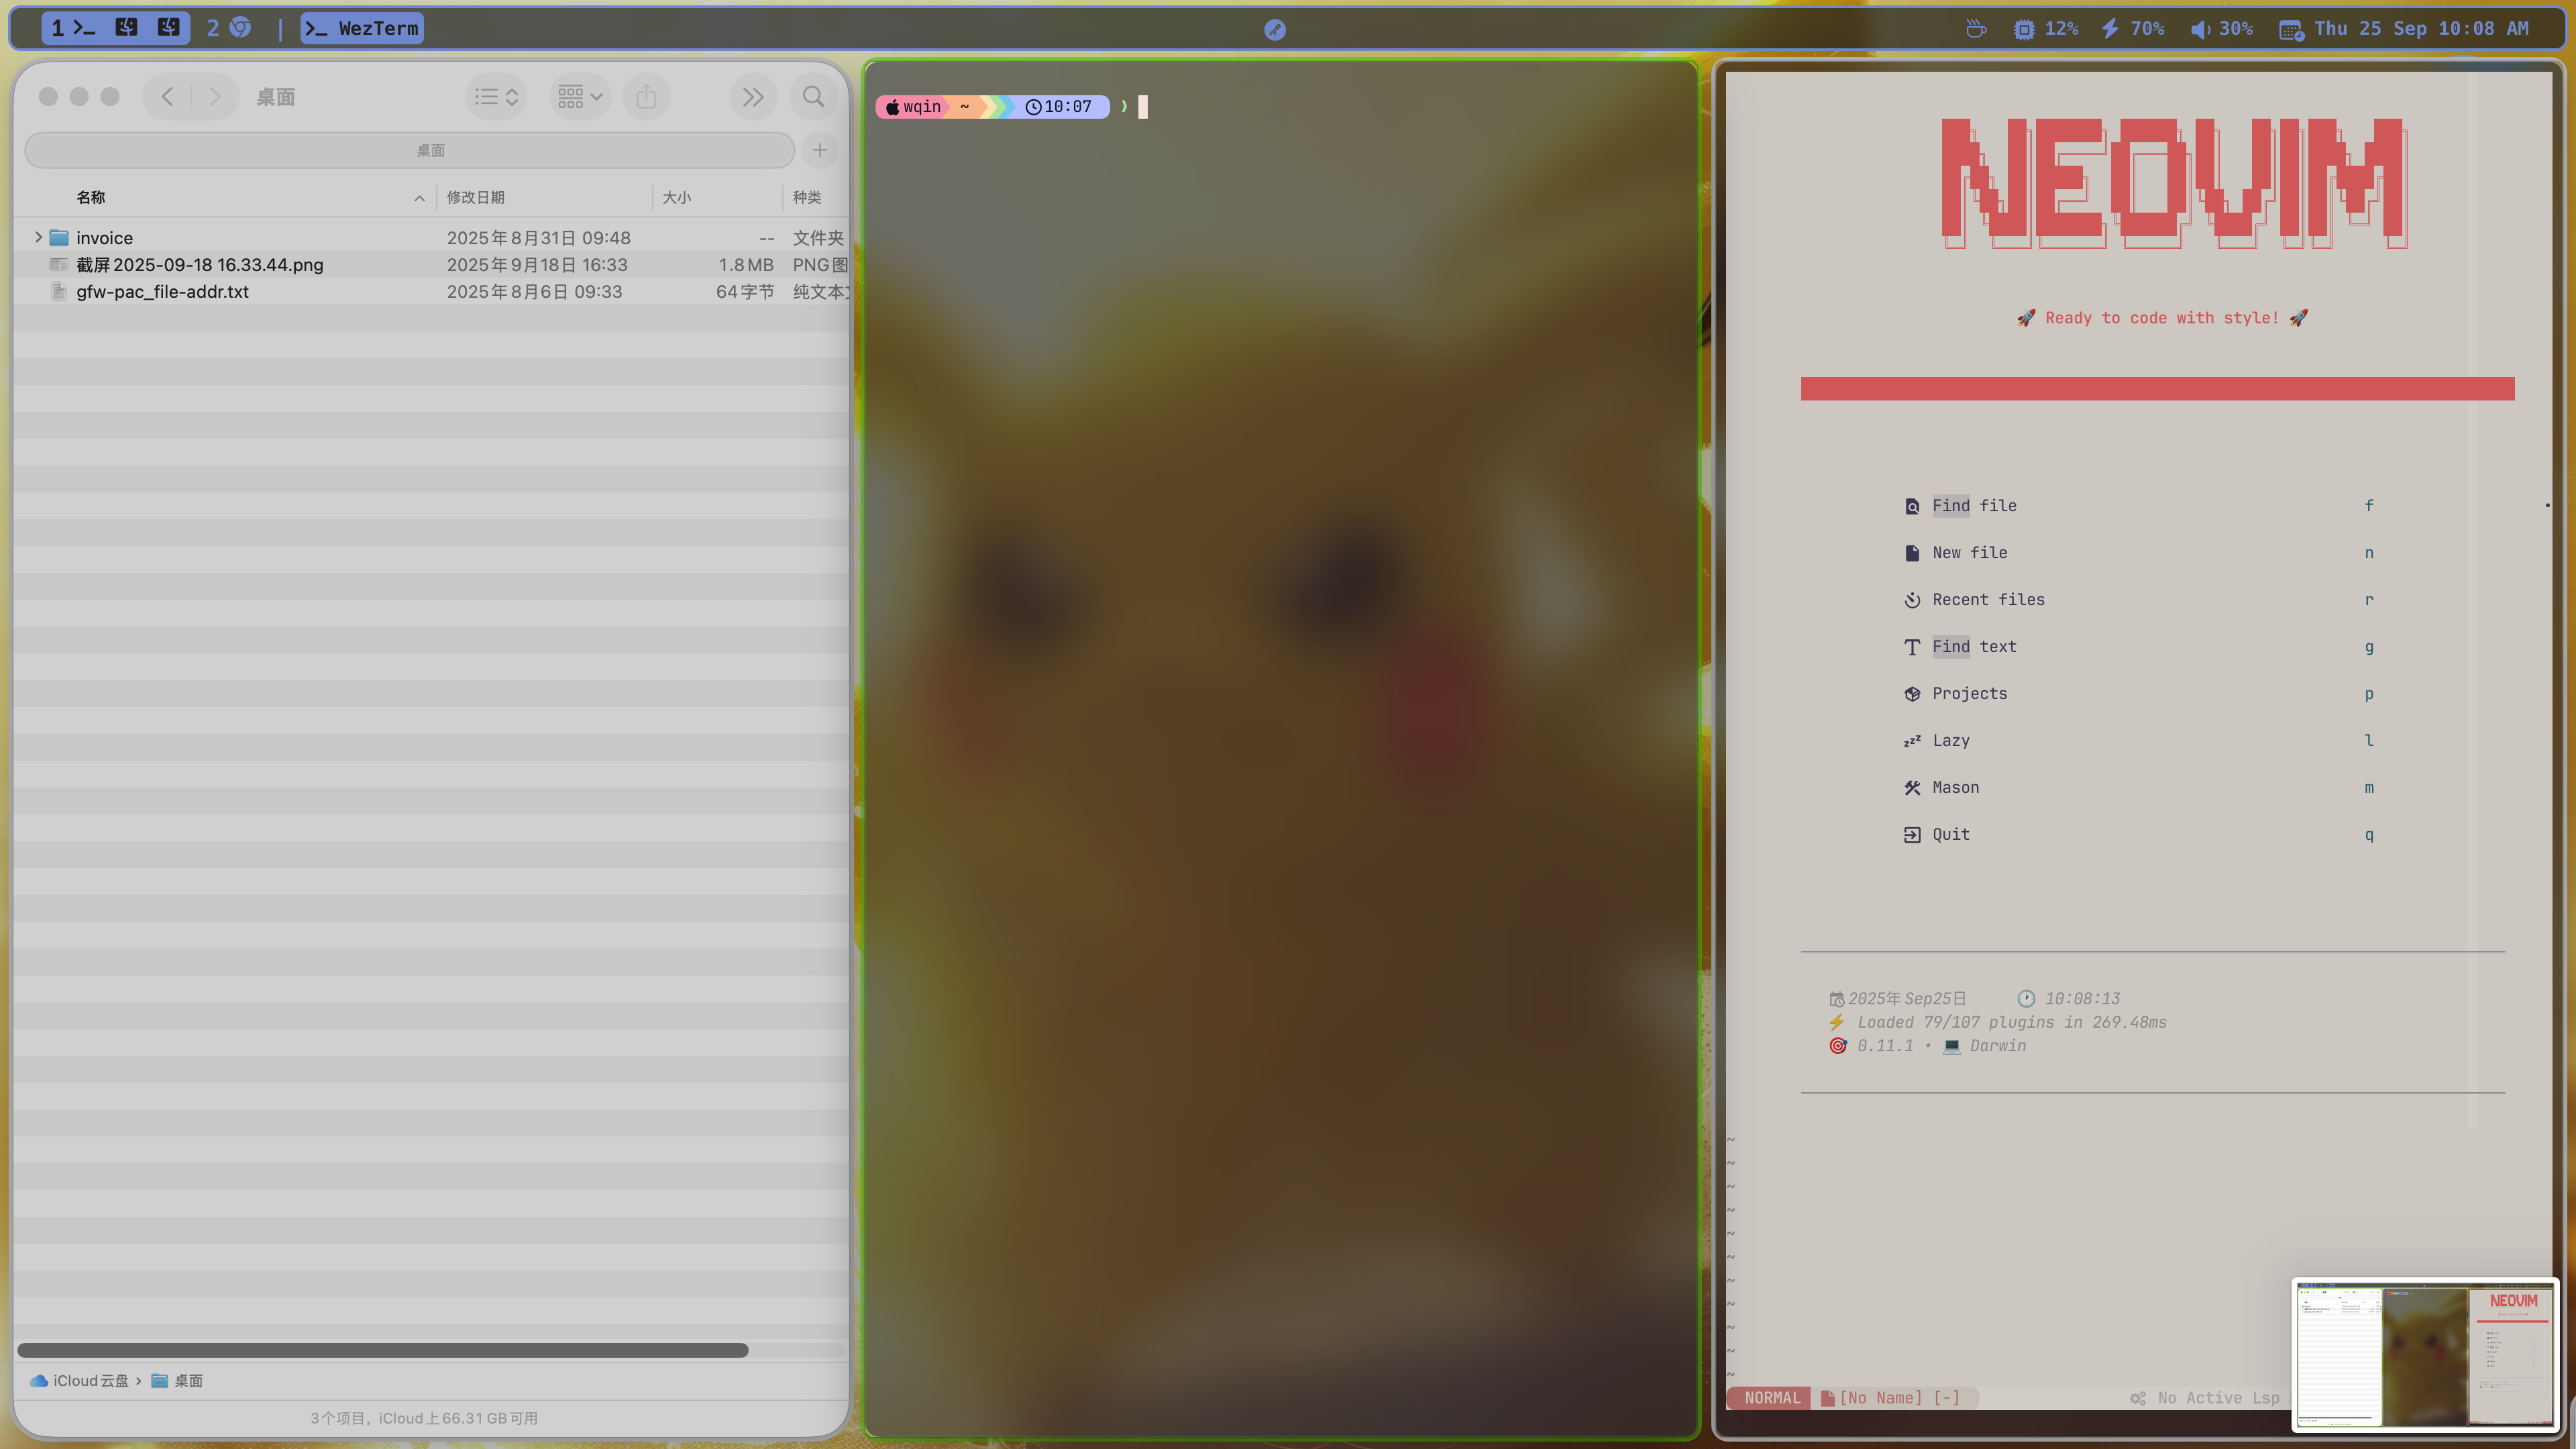 1 2 | WezTerm
12% 70% 30% Thu 25 Sep 10:08 AM
桌面
桌面
名称 修改日期 大小 种类
invoice 2025年8月31日 09:48 -- 文件夹
截屏2025-09-18 16.33.44.png 2025年9月18日 16:33 1.8 MB PNG图
gfw-pac_file-addr.txt 2025年8月6日 09:33 64字节 纯文本
iCloud云盘 › 桌面
3个项目，iCloud上66.31 GB可用
wqin ~ 10:07 ❯
NEOVIM
🚀 Ready to code with style! 🚀
Find file f
New file n
Recent files r
Find text g
Projects p
Lazy l
Mason m
Quit q
2025年Sep25日 🕐 10:08:13
⚡ Loaded 79/107 plugins in 269.48ms
🎯 0.11.1 • 💻 Darwin
~
~
~
~
~
~
~
~
~
~
~
NORMAL [No Name] [-] No Active Lsp
NEOVIM